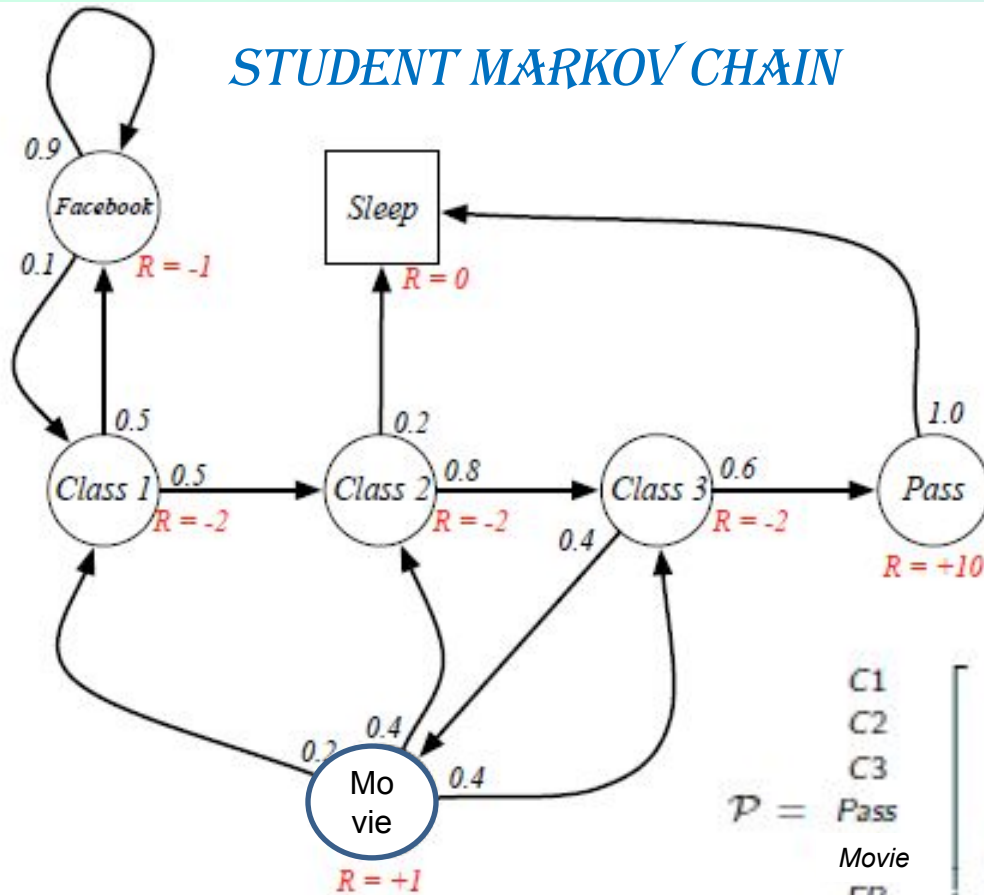 STUDENT MARKOV CHAIN
0.9
Facebook
0.1
R = -1
Sleep
R = 0
0.5
0.2
1.0
Class 1
0.5
R = -2
Class 2
0.8
R = -2
Class 3
0.6
R = -2
Pass
R = +10
0.4
0.2
0.4
0.4
Mo
vie
R = +1
C1
C2
C3
𝒫 = Pass
Movie